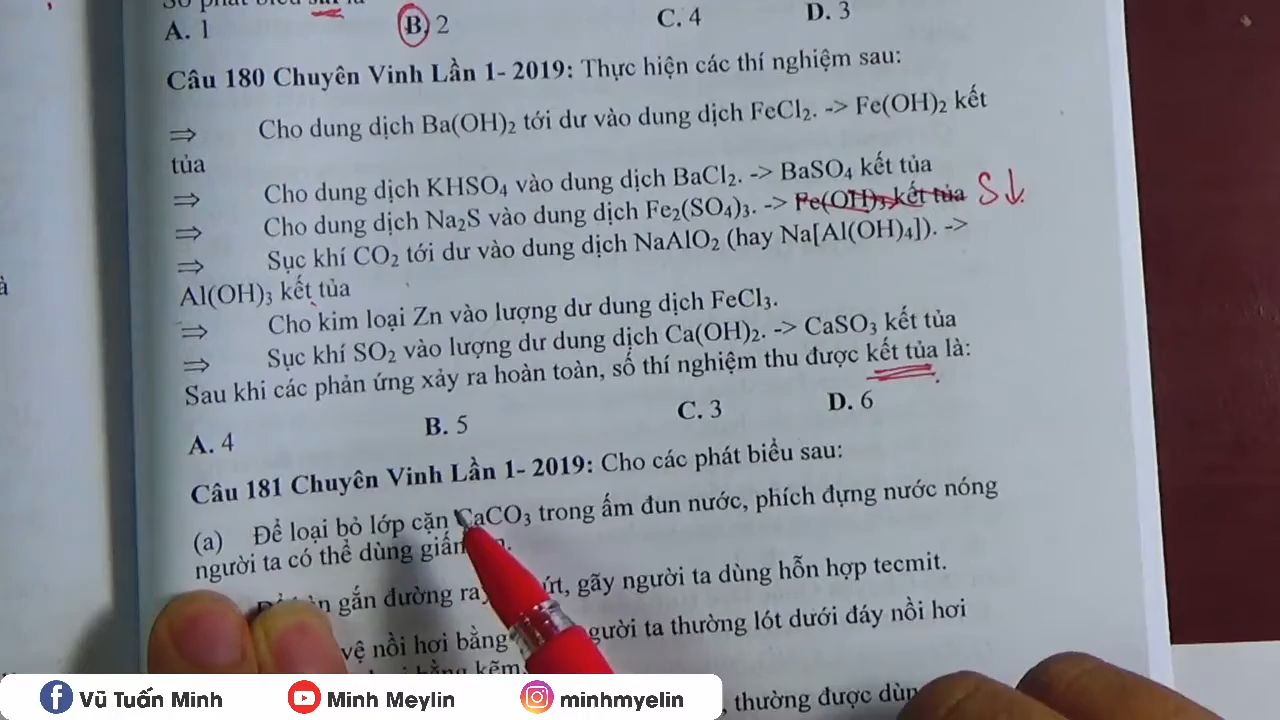 A. 1 B. 2 C. 4 D. 3
Câu 180 Chuyên Vinh Lần 1- 2019: Thực hiện các thí nghiệm sau:
⇒ Cho dung dịch Ba(OH)₂ tới dư vào dung dịch FeCl₂. -> Fe(OH)₂ kết
tủa
⇒ Cho dung dịch KHSO₄ vào dung dịch BaCl₂. -> BaSO₄ kết tủa
⇒ Cho dung dịch Na₂S vào dung dịch Fe₂(SO₄)₃. -> Fe(OH)₃ kết tủa S↓
⇒ Sục khí CO₂ tới dư vào dung dịch NaAlO₂ (hay Na[Al(OH)₄]). ->
Al(OH)₃ kết tủa
⇒ Cho kim loại Zn vào lượng dư dung dịch FeCl₃.
⇒ Sục khí SO₂ vào lượng dư dung dịch Ca(OH)₂. -> CaSO₃ kết tủa
Sau khi các phản ứng xảy ra hoàn toàn, số thí nghiệm thu được kết tủa là:
A. 4 B. 5 C. 3 D. 6
Câu 181 Chuyên Vinh Lần 1- 2019: Cho các phát biểu sau:
(a) Để loại bỏ lớp cặn CaCO₃ trong ấm đun nước, phích đựng nước nóng
người ta có thể dùng giấm
gắn đường ray gãy người ta dùng hỗn hợp tecmit.
vệ nồi hơi bằng người ta thường lót dưới đáy nồi hơi
bằng kẽm.
, thường được
Vũ Tuấn Minh Minh Meylin minhmyelin